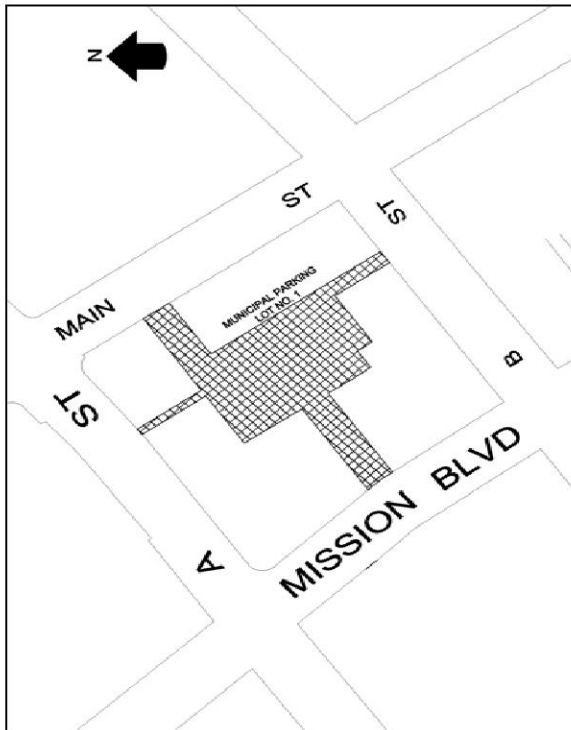 N
MAIN ST
MUNICIPAL PARKING
LOT NO. 1
ST
A ST
B
MISSION BLVD